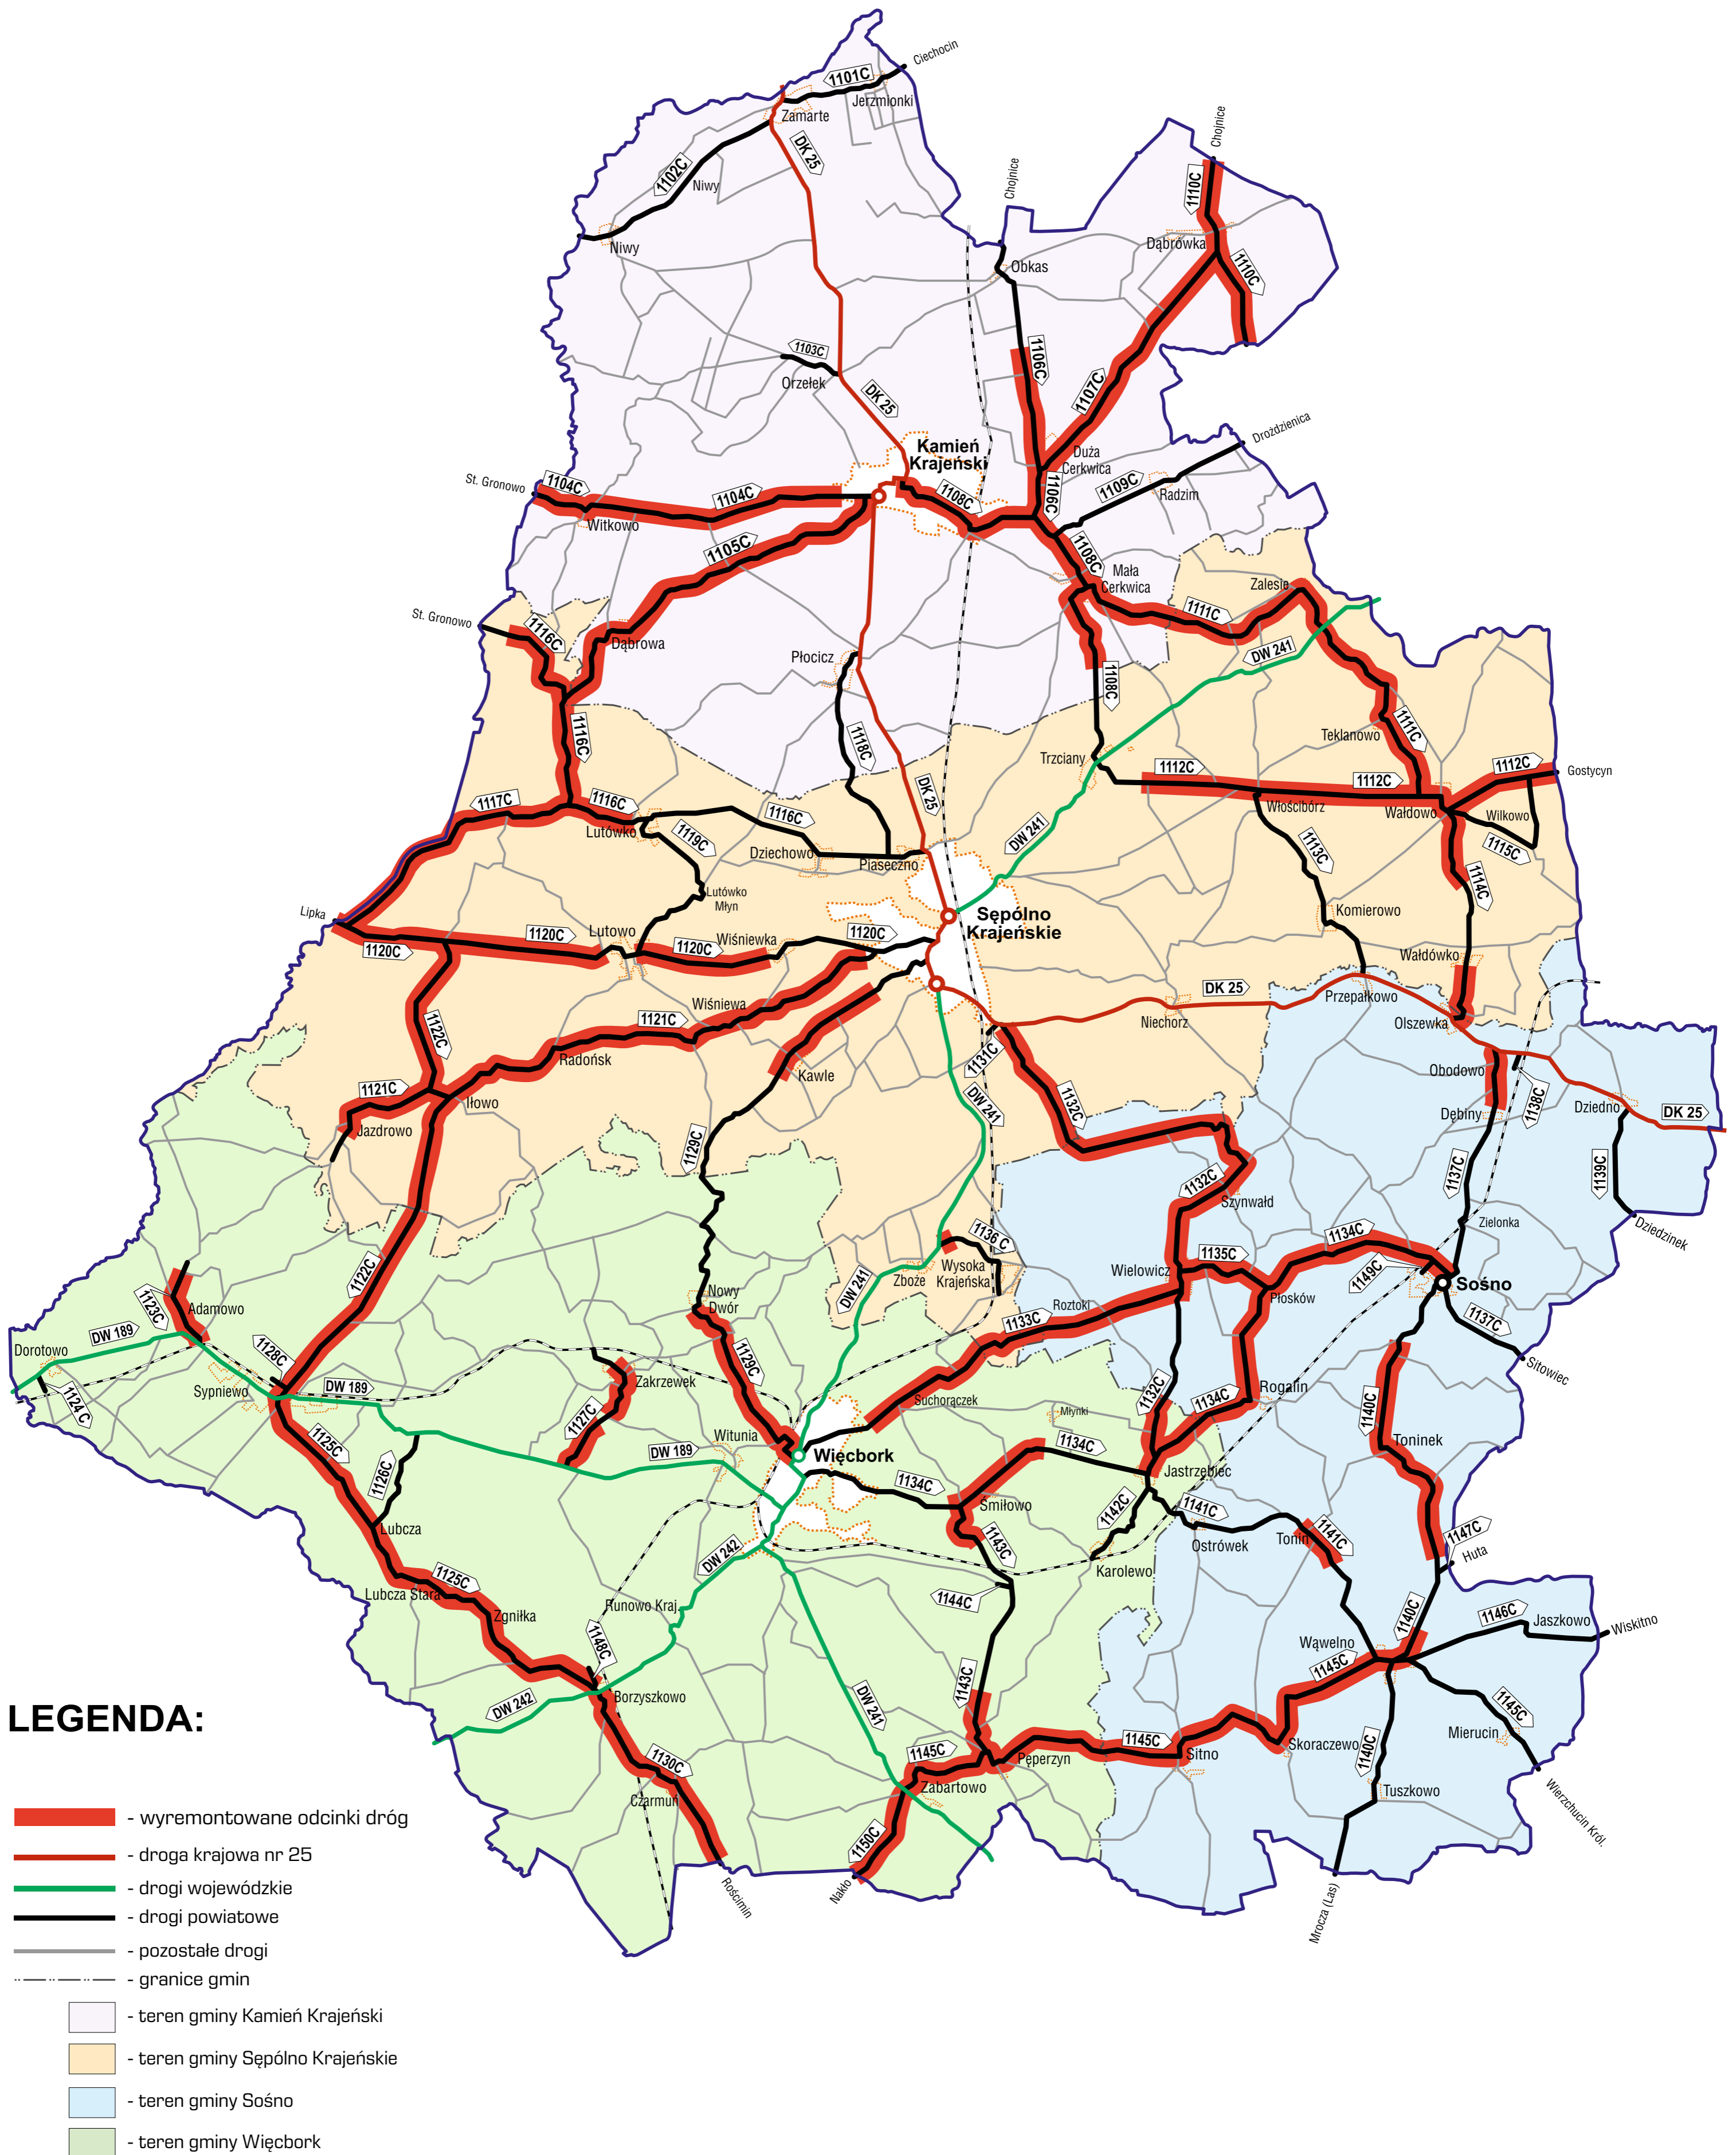 Ciechocin
1101C
Jerzmionki
Zamarte
DK 25
1102C
Niwy
Niwy
Chojnice
Chojnice
1110C
Dąbrówka
1110C
Obkas
1106C
1103C
Orzełek
DK 25
1107C
Kamień
Krajeński
Duża
Cerkwica
Drożdzienica
St. Gronowo
1104C
1104C
1108C
1106C
1109C
Radzim
Witkowo
1105C
1108C
Mała
Cerkwica
Zalesie
1111C
St. Gronowo
1116C
Dąbrowa
Płocicz
DW 241
1108C
1116C
1118C
Teklanowo
1111C
Trzciany
1112C
1112C
1112C
Gostycyn
DK 25
1117C
1116C
Lutówko
1116C
1119C
Dziechowo
Piaseczno
DW 241
Włościbórz
Wałdowo
Wilkowo
1113C
1115C
1114C
Lutówko
Młyn
Lipka
Sępólno
Krajeńskie
Komierowo
1120C
1120C
Lutowo
1120C
Wiśniewka
1120C
Wałdówko
Wiśniewa
DK 25
Przepałkowo
1121C
Niechorz
Olszewka
1122C
Radońsk
1131C
Kawle
Obodowo
1121C
Iłowo
DW 241
1132C
Dębiny
1138C
Dziedno
DK 25
Jazdrowo
1129C
1137C
1139C
1132C
Szynwałd
Zielonka
Dziedzinek
1136 C
1134C
1135C
Wysoka
Krajeńska
Zboże
Wielowicz
1149C
Sośno
1122C
DW 241
Nowy
Dwór
Roztoki
Płosków
1123C
Adamowo
1133C
1137C
DW 189
Dorotowo
1128C
1129C
Sitowiec
1124 C
Sypniewo
DW 189
Zakrzewek
Suchorączek
Rogalin
1132C
1134C
1127C
Młynki
1140C
1125C
Witunia
DW 189
Więcbork
1134C
Toninek
1126C
1134C
Jastrzębiec
Śmiłowo
1142C
1141C
Lubcza
1143C
Ostrówek
Tonin
1141C
1147C
Huta
DW 242
Karolewo
1125C
Lubcza Stara
1144C
Zgniłka
Runowo Kraj.
1140C
1146C
Jaszkowo
Wiskitno
1148C
Wąwelno
1145C
1143C
Borzyszkowo
DW 242
DW 241
1145C
Mierucin
LEGENDA:
1145C
Pęperzyn
1145C
Sitno
Skoraczewo
1140C
1130C
Czarmuń
Zabartowo
Tuszkowo
Wierzchucin Król.
1150C
Nakło
Rościmin
Mrocza (Las)
- wyremontowane odcinki dróg
- droga krajowa nr 25
- drogi wojewódzkie
- drogi powiatowe
- pozostałe drogi
- granice gmin
- teren gminy Kamień Krajeński
- teren gminy Sępólno Krajeńskie
- teren gminy Sośno
- teren gminy Więcbork